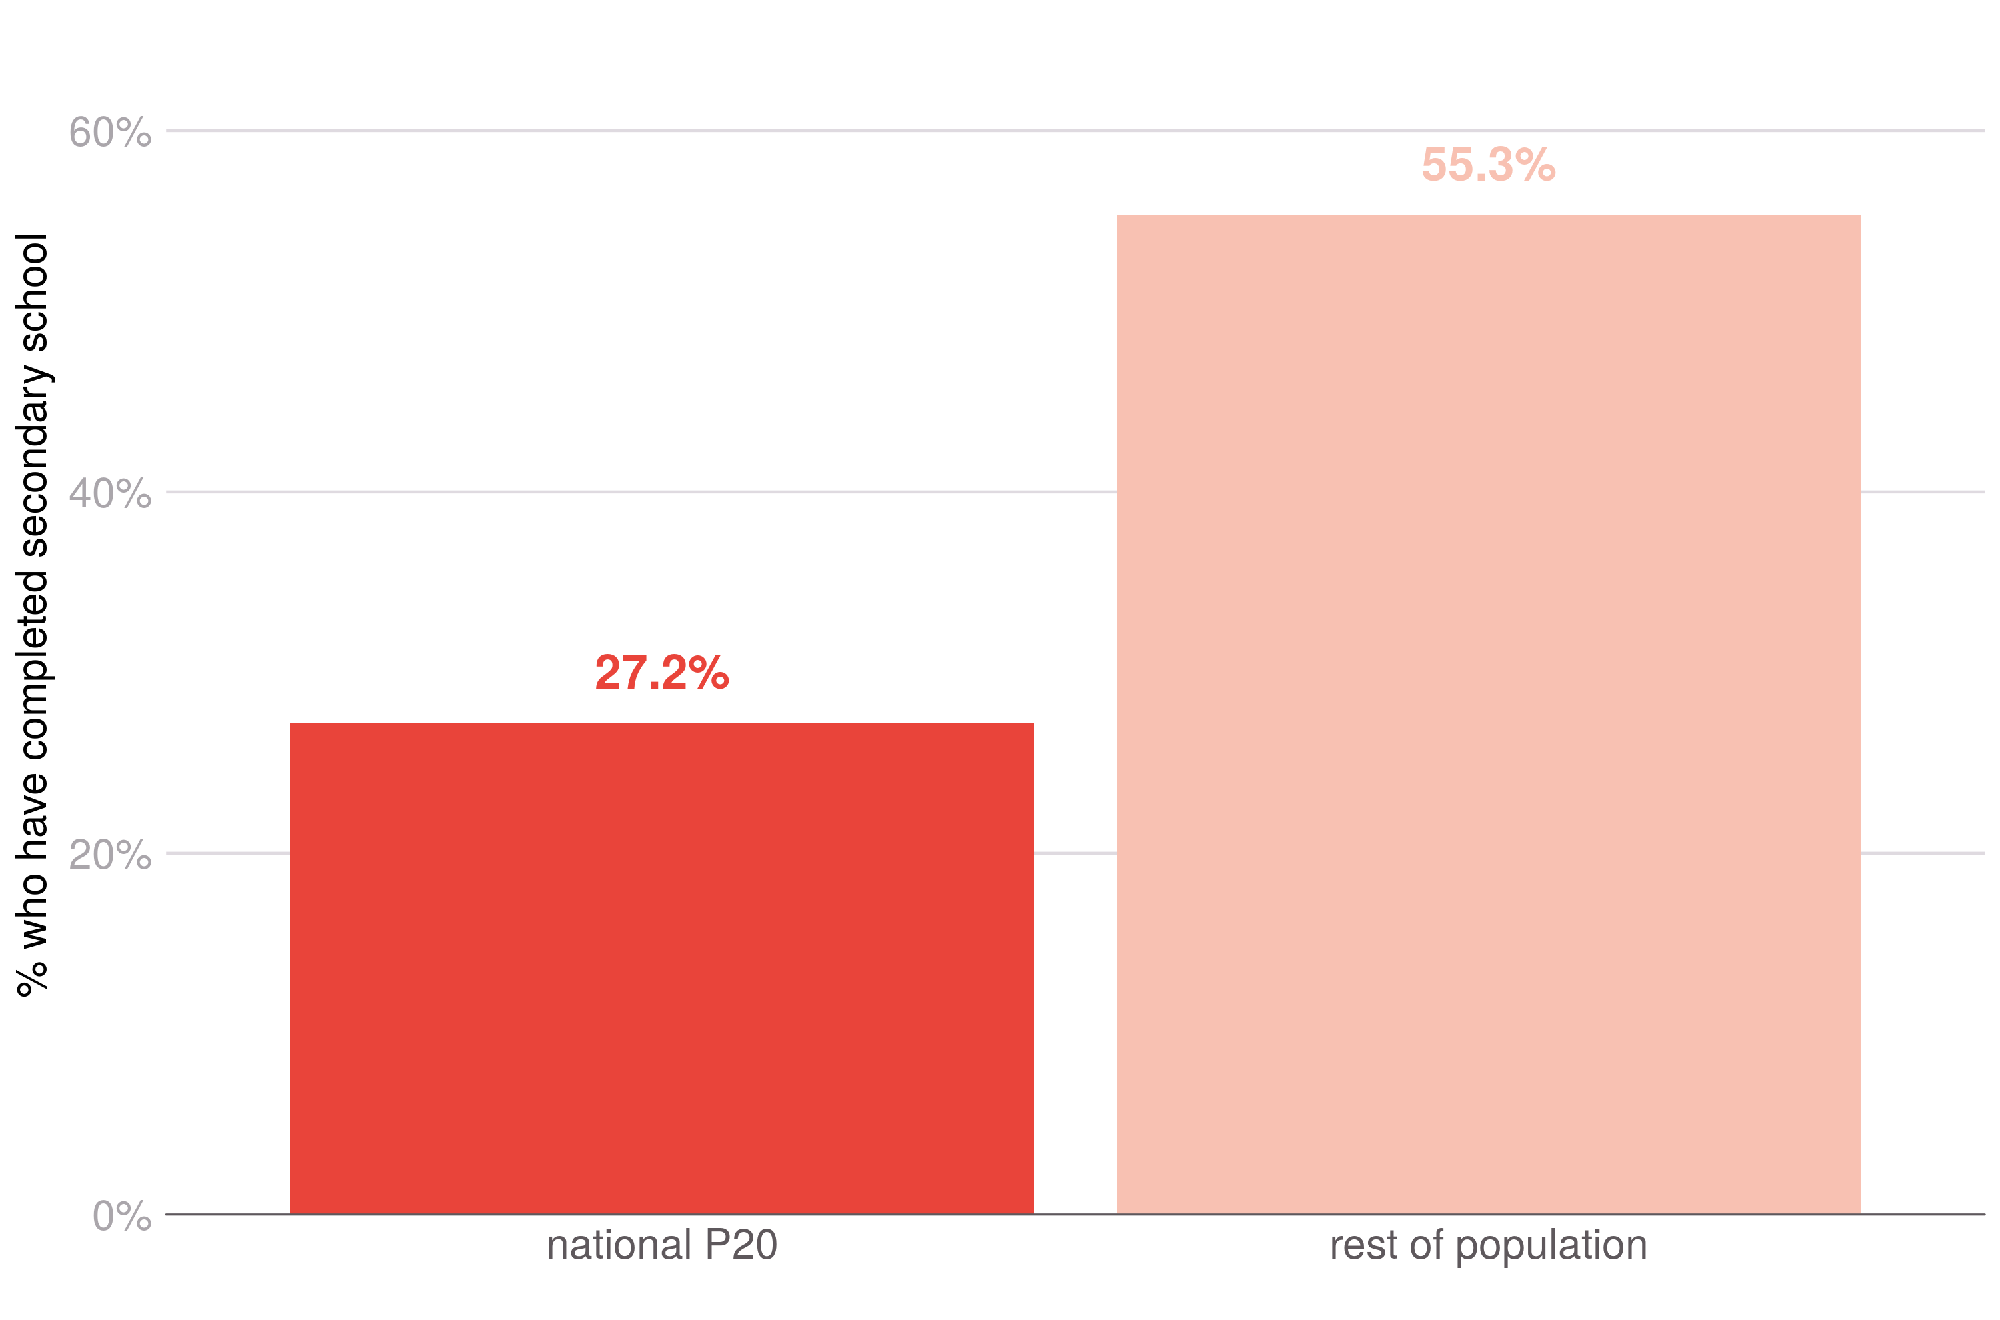 % who have completed secondary school
60%
40%
20%
0%
55.3%
27.2%
national P20
rest of population